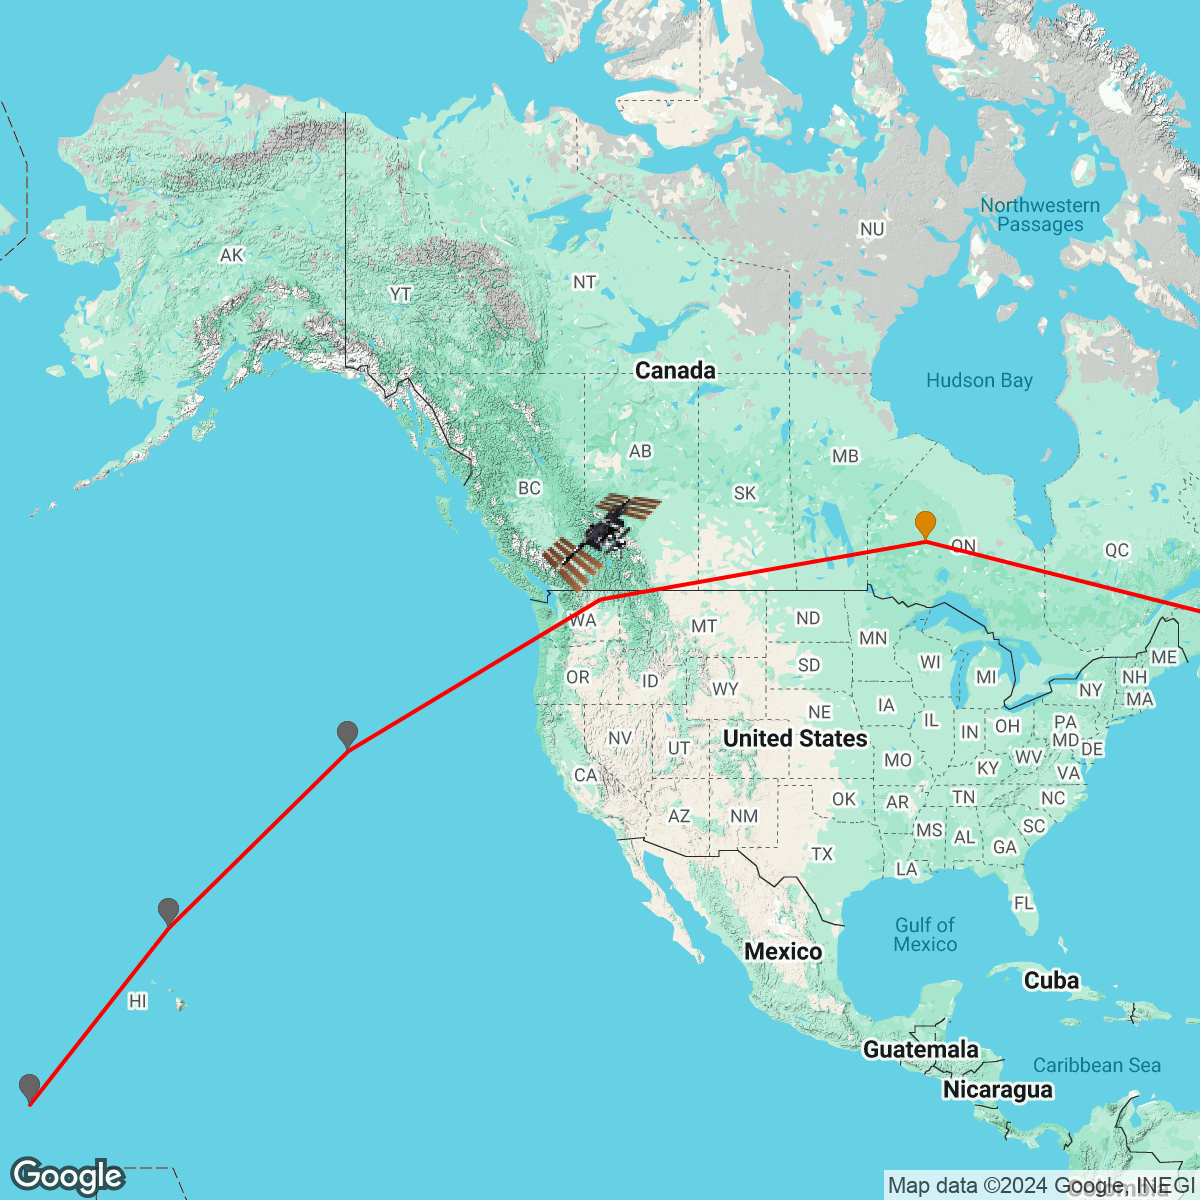 Northwestern
Passages
NU
AK
NT
YT
Canada
Hudson Bay
AB
MB
BC
SK
ON
QC
WA
MT
ND
MN
ME
OR
ID
SD
WI
MI
NH
WY
NY
MA
NE
IA
IL
OH
PA
NV
UT
United States
IN
MD
DE
MO
KY
WV
CA
VA
AZ
NM
OK
AR
TN
NC
MS
AL
SC
GA
TX
LA
FL
Gulf of
Mexico
Mexico
Cuba
HI
Guatemala
Caribbean Sea
Nicaragua
Colombia
Google
Map data ©2024 Google, INEGI